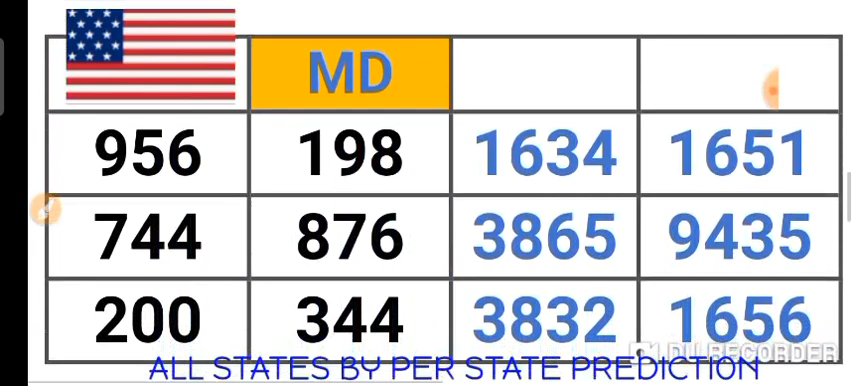 MD
956 198 1634 1651
744 876 3865 9435
200 344 3832 1656
DU RECORDER
ALL STATES BY PER STATE PREDICTION